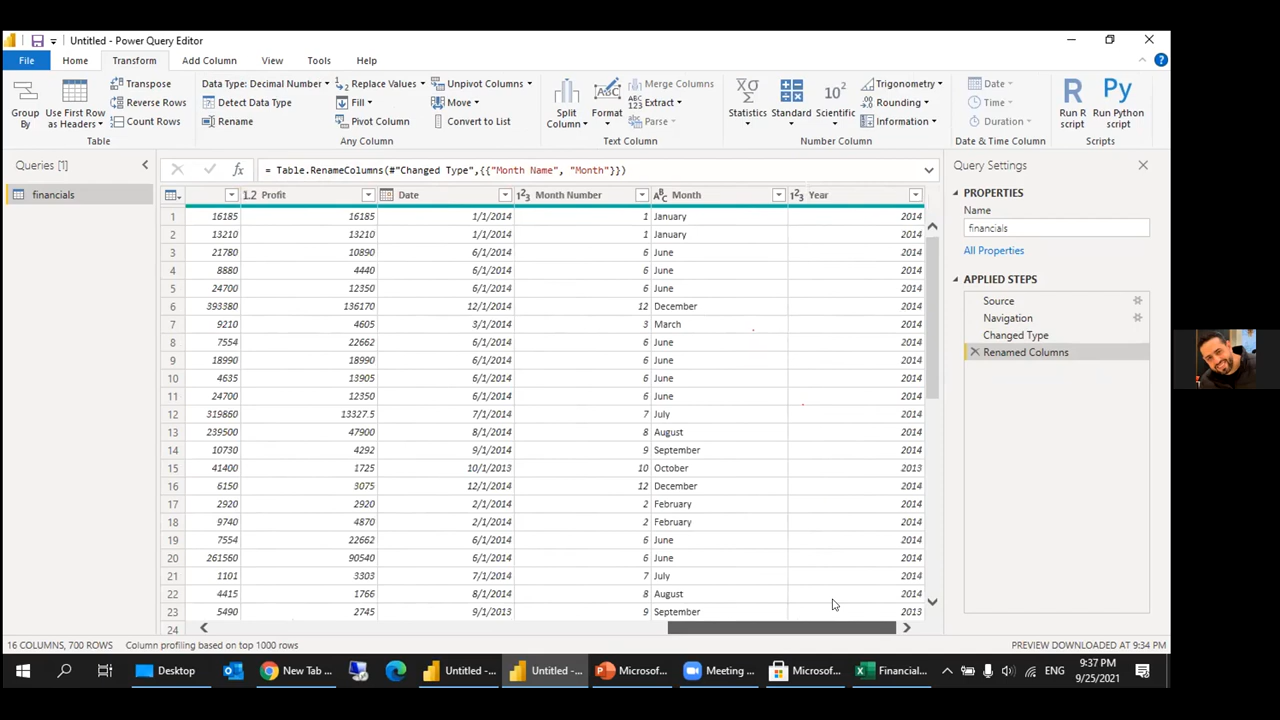 Untitled - Power Query Editor
File Home Transform Add Column View Tools Help
Transpose Data Type: Decimal Number Replace Values Unpivot Columns Merge Columns Trigonometry Date
Reverse Rows Detect Data Type Fill Move Extract Rounding Time
Count Rows Rename Pivot Column Convert to List Parse Information Duration
Group By
Use First Row as Headers
Split Column
Format
Statistics
Standard
10²
Scientific
R
Run R script
Py
Run Python script
Table Any Column Text Column Number Column Date & Time Column Scripts
Queries [1]
financials
fx = Table.RenameColumns(#"Changed Type",{{"Month Name", "Month"}})
1.2 Profit Date 1²3 Month Number ABC Month 1²3 Year
1 16185 16185 1/1/2014 1 January 2014
2 13210 13210 1/1/2014 1 January 2014
3 21780 10890 6/1/2014 6 June 2014
4 8880 4440 6/1/2014 6 June 2014
5 24700 12350 6/1/2014 6 June 2014
6 393380 136170 12/1/2014 12 December 2014
7 9210 4605 3/1/2014 3 March 2014
8 7554 22662 6/1/2014 6 June 2014
9 18990 18990 6/1/2014 6 June 2014
10 4635 13905 6/1/2014 6 June 2014
11 24700 12350 6/1/2014 6 June 2014
12 319860 13327.5 7/1/2014 7 July 2014
13 239500 47900 8/1/2014 8 August 2014
14 10730 4292 9/1/2014 9 September 2014
15 41400 1725 10/1/2013 10 October 2013
16 6150 3075 12/1/2014 12 December 2014
17 2920 2920 2/1/2014 2 February 2014
18 9740 4870 2/1/2014 2 February 2014
19 7554 22662 6/1/2014 6 June 2014
20 261560 90540 6/1/2014 6 June 2014
21 1101 3303 7/1/2014 7 July 2014
22 4415 1766 8/1/2014 8 August 2014
23 5490 2745 9/1/2013 9 September 2013
24
Query Settings
PROPERTIES
Name
financials
All Properties
APPLIED STEPS
Source
Navigation
Changed Type
Renamed Columns
16 COLUMNS, 700 ROWS Column profiling based on top 1000 rows PREVIEW DOWNLOADED AT 9:34 PM
Desktop New Tab ... Untitled -... Untitled -... Microsof... Meeting ... Microsof... Financial... ENG 9:37 PM
9/25/2021